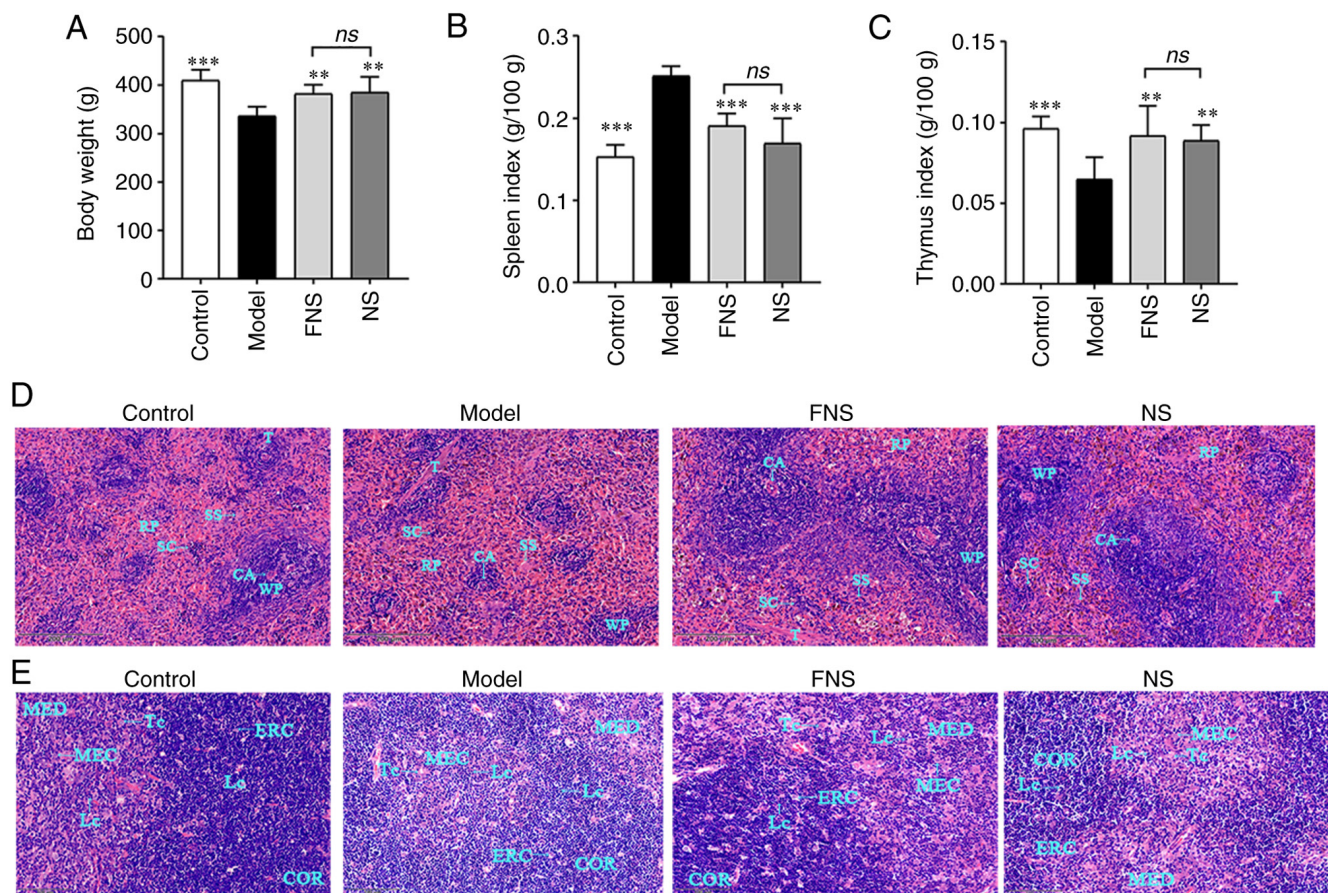 A
Body weight (g)
500
400
300
200
100
0
***
**
**
ns
Control
Model
FNS
NS
B
Spleen index (g/100 g)
0.3
0.2
0.1
0.0
***
***
***
ns
Control
Model
FNS
NS
C
Thymus index (g/100 g)
0.15
0.10
0.05
0.00
***
**
**
ns
Control
Model
FNS
NS
D
Control
Model
FNS
NS
T
SS
RP
SC
CA
WP
T
SC
RP
CA
SS
WP
RP
CA
WP
SS
SC
T
RP
WP
CA
SC
SS
T
E
Control
Model
FNS
NS
MED
Tc
ERC
MEC
Lc
Lc
COR
MED
MEC
Tc
Lc
Lc
ERC
COR
Tc
MED
Lc
MEC
ERC
Lc
COR
MEC
COR
Lc
Tc
Lc
ERC
MED